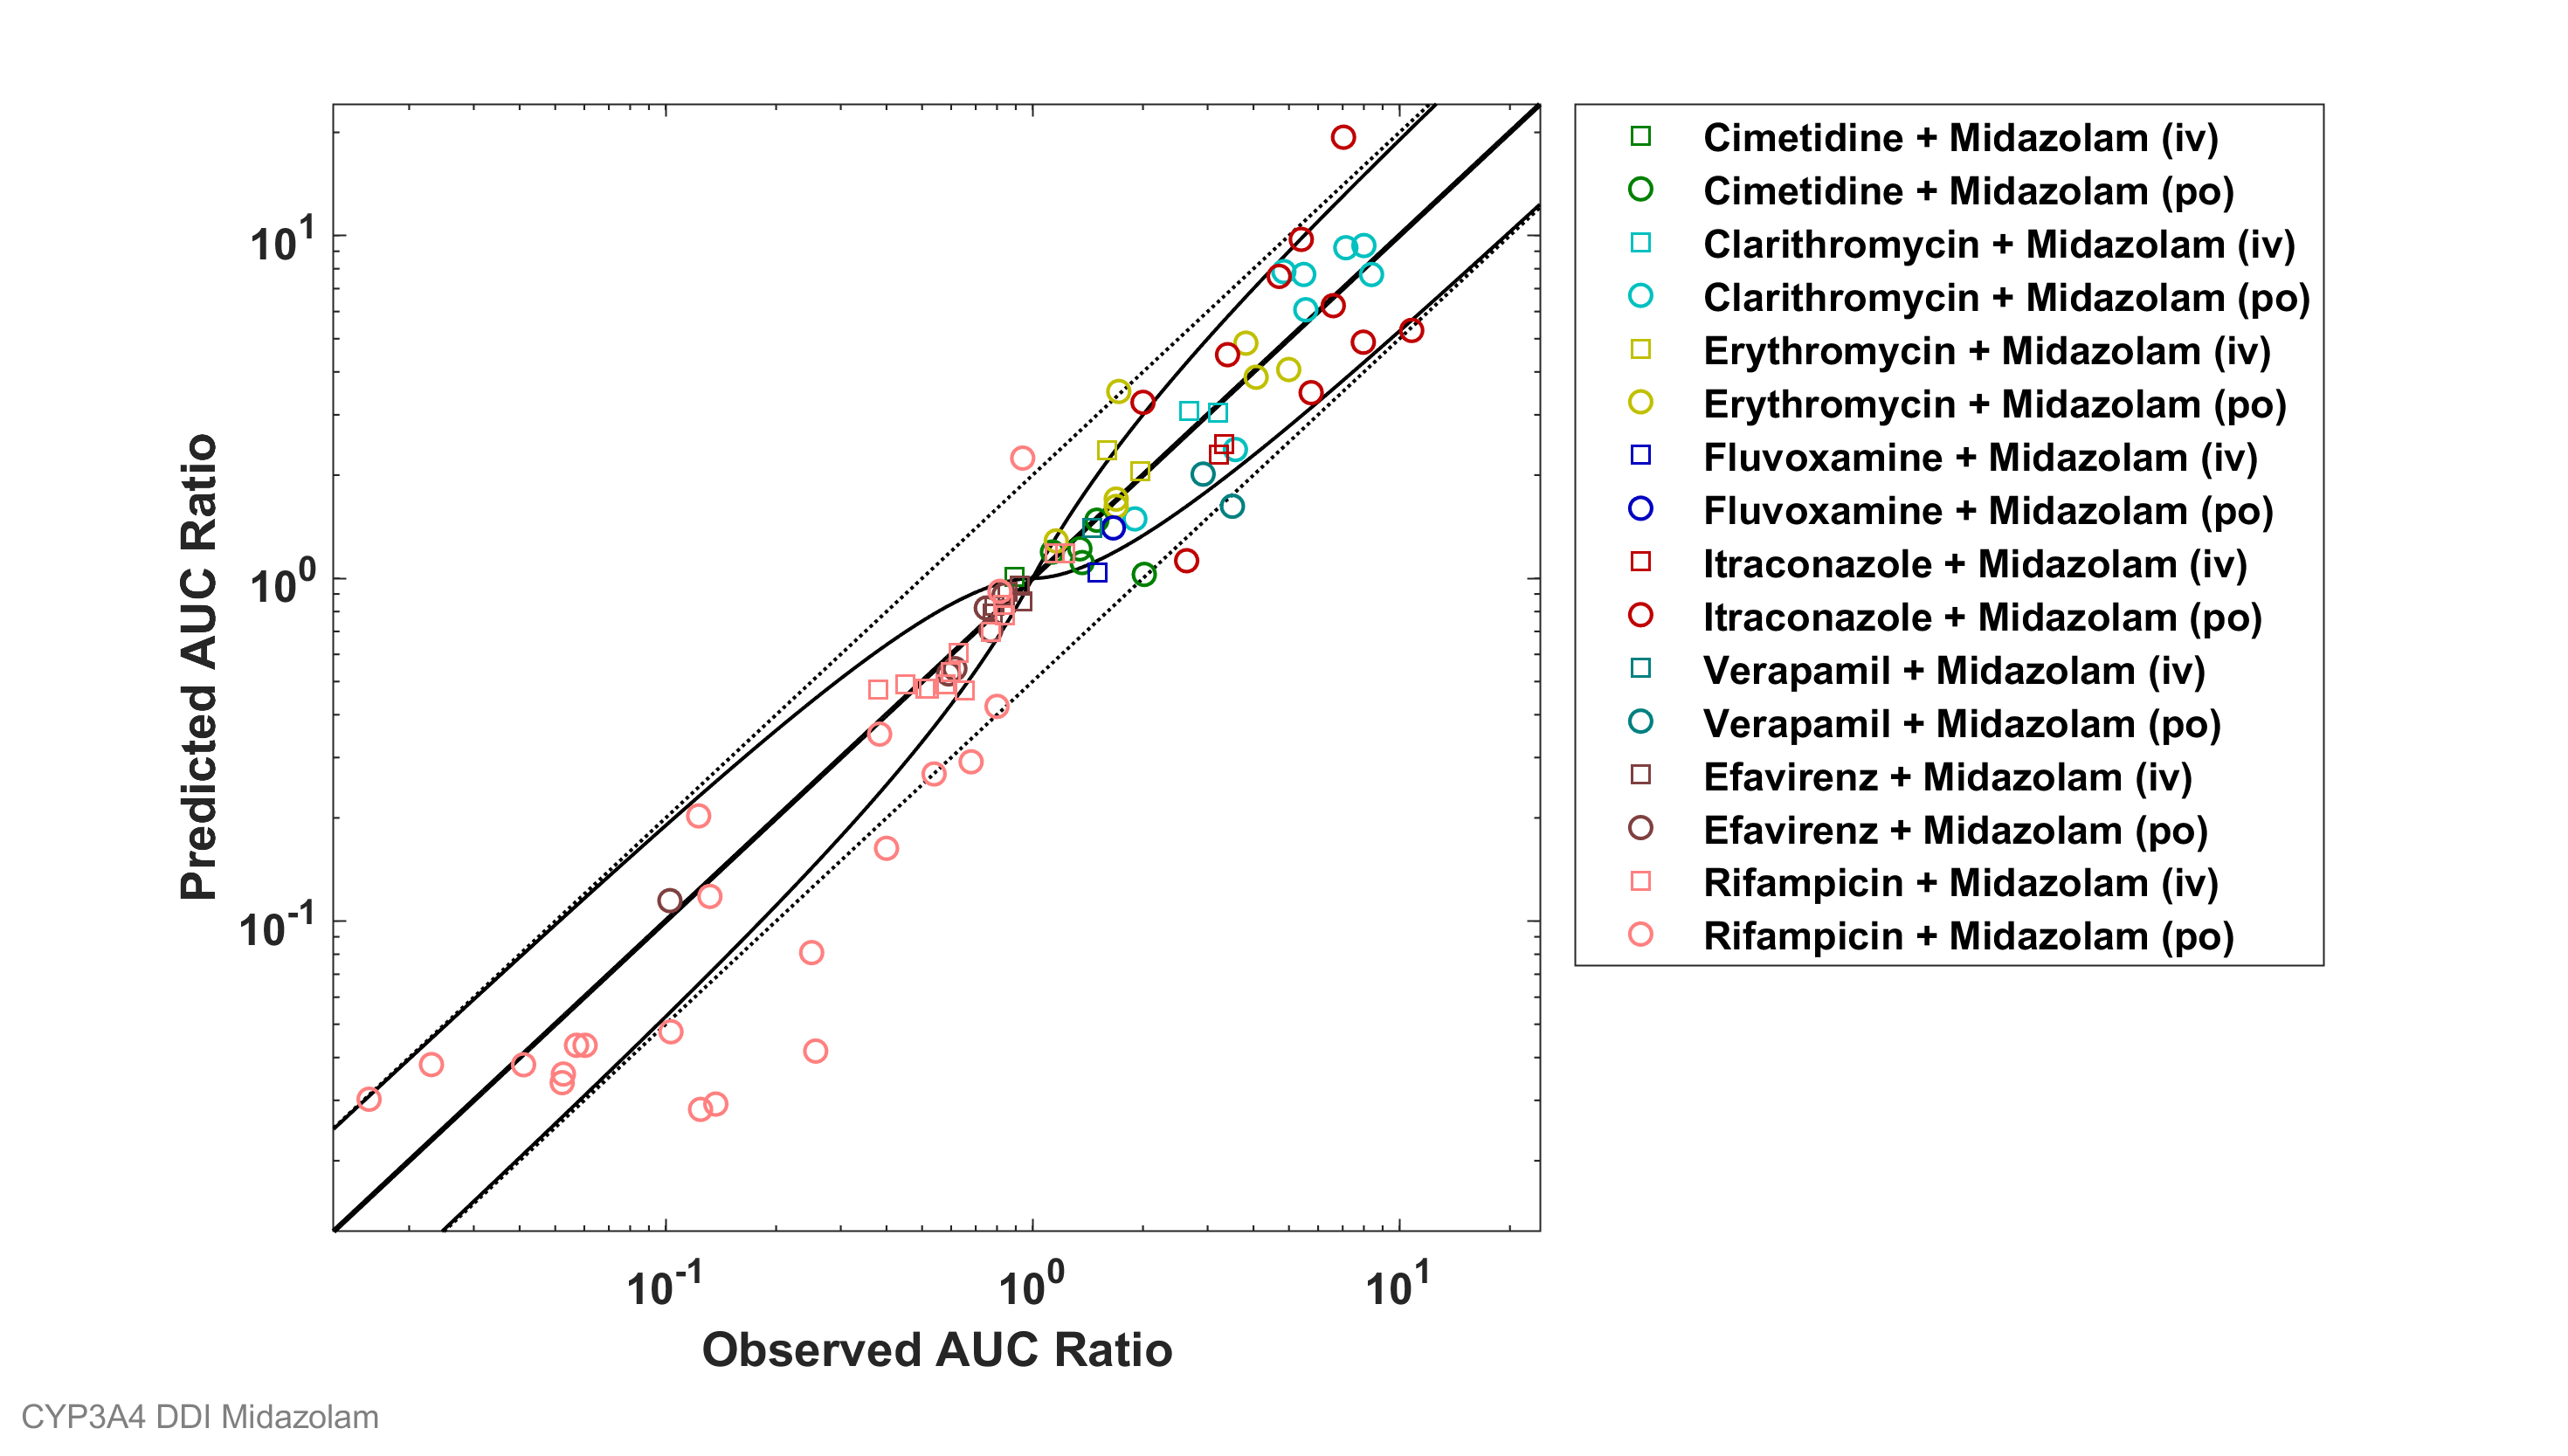 10^1
10^0
10^-1
Predicted AUC Ratio
10^-1 10^0 10^1
Observed AUC Ratio
Cimetidine + Midazolam (iv)
Cimetidine + Midazolam (po)
Clarithromycin + Midazolam (iv)
Clarithromycin + Midazolam (po)
Erythromycin + Midazolam (iv)
Erythromycin + Midazolam (po)
Fluvoxamine + Midazolam (iv)
Fluvoxamine + Midazolam (po)
Itraconazole + Midazolam (iv)
Itraconazole + Midazolam (po)
Verapamil + Midazolam (iv)
Verapamil + Midazolam (po)
Efavirenz + Midazolam (iv)
Efavirenz + Midazolam (po)
Rifampicin + Midazolam (iv)
Rifampicin + Midazolam (po)
CYP3A4 DDI Midazolam